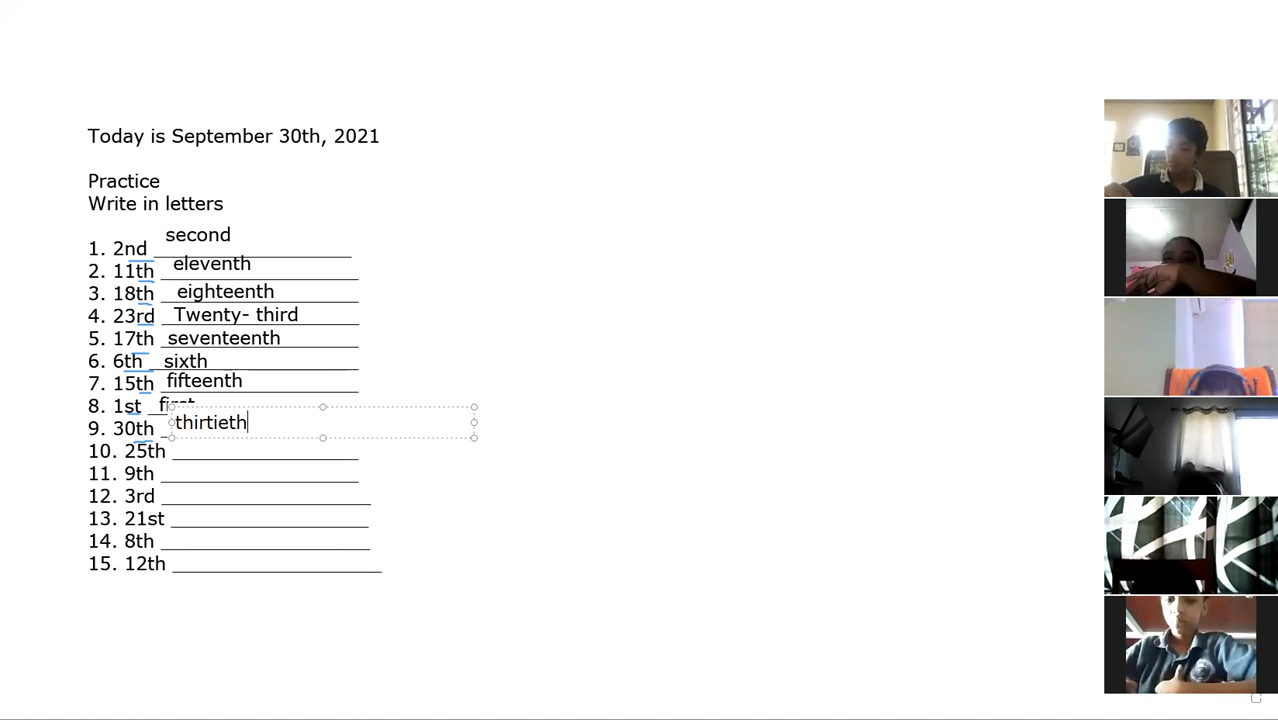 Today is September 30th, 2021
Practice
Write in letters
1. 2nd second
2. 11th eleventh
3. 18th eighteenth
4. 23rd Twenty- third
5. 17th seventeenth
6. 6th sixth
7. 15th fifteenth
8. 1st first
9. 30th thirtieth
10. 25th
11. 9th
12. 3rd
13. 21st
14. 8th
15. 12th